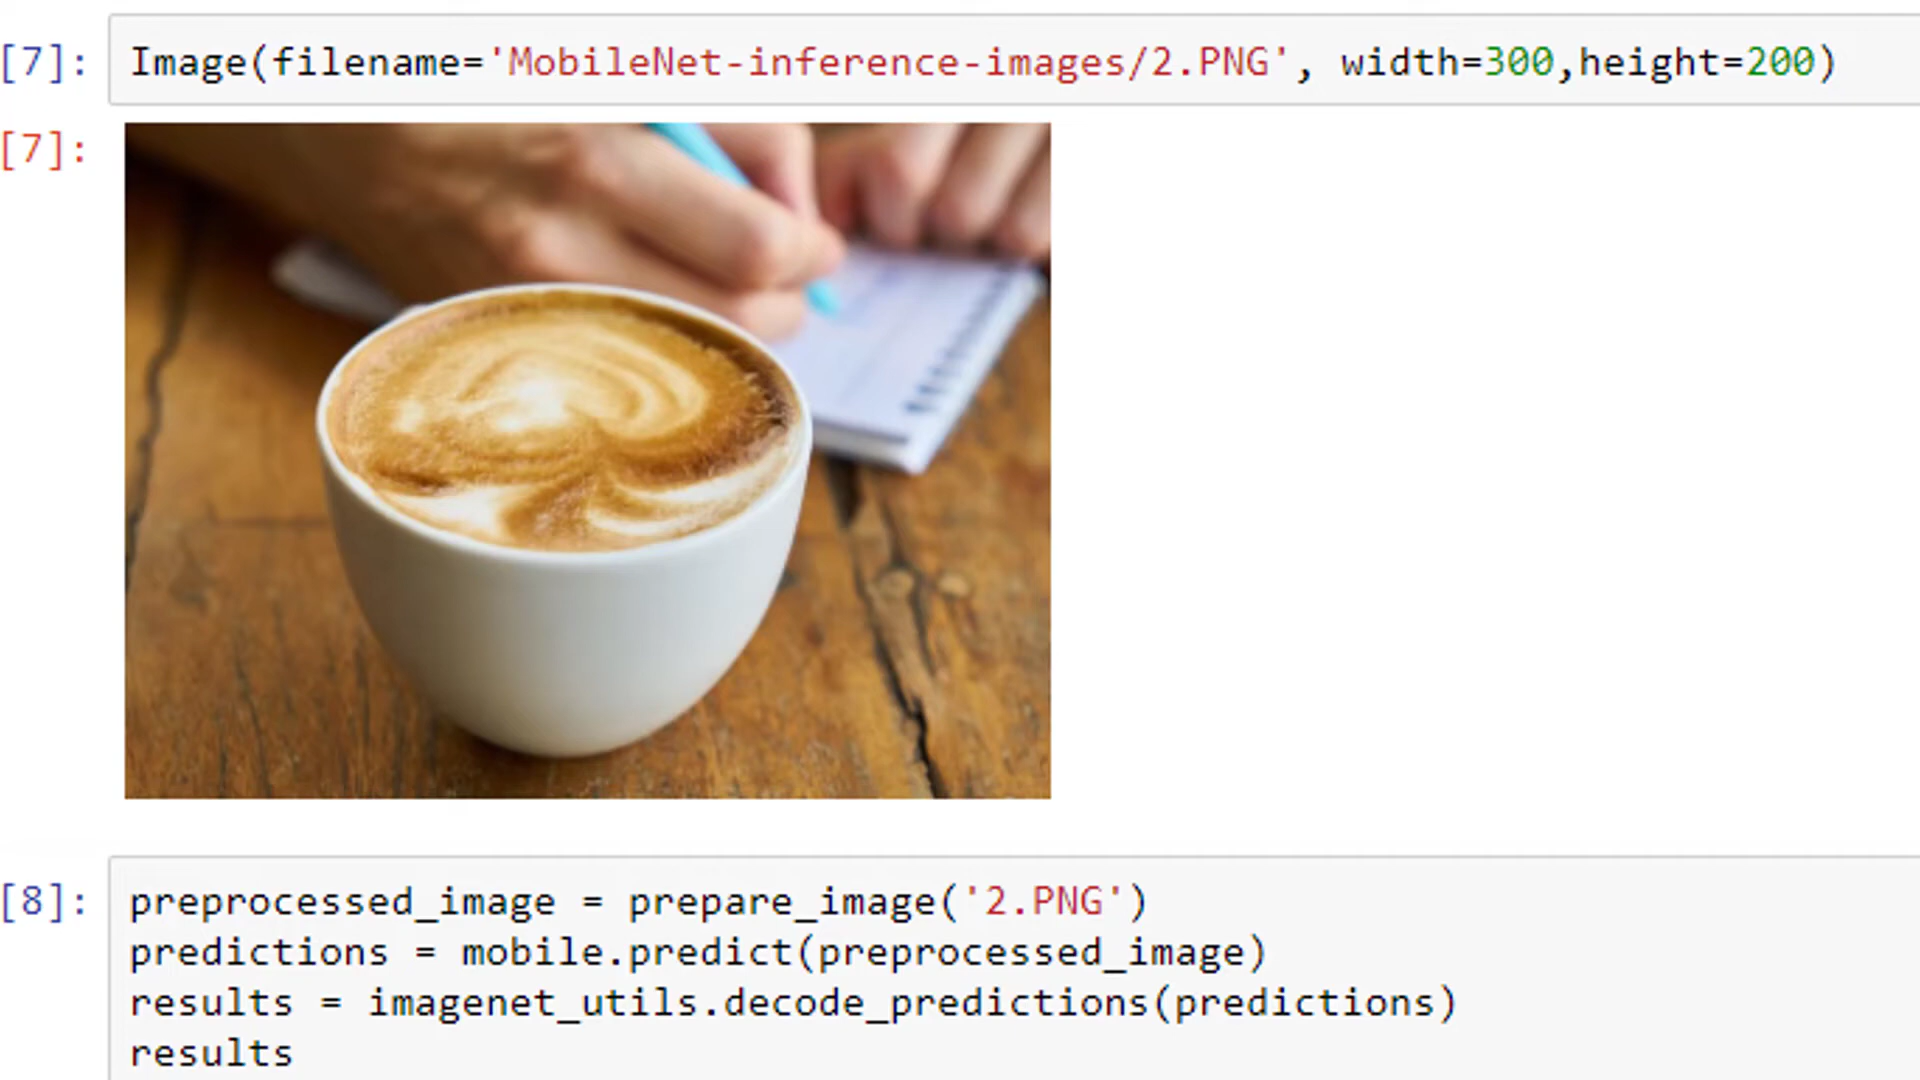 [7]: Image(filename='MobileNet-inference-images/2.PNG', width=300,height=200)
[7]:
[8]: preprocessed_image = prepare_image('2.PNG')
predictions = mobile.predict(preprocessed_image)
results = imagenet_utils.decode_predictions(predictions)
results